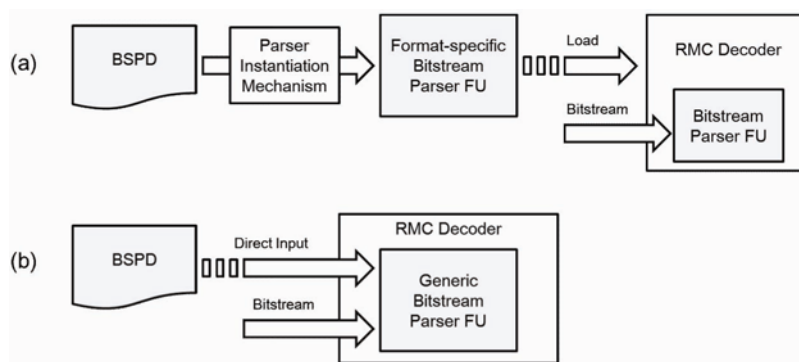 (a)
BSPD
Parser
Instantiation
Mechanism
Format-specific
Bitstream
Parser FU
Load
RMC Decoder
Bitstream
Bitstream
Parser FU
(b)
BSPD
Direct Input
Bitstream
RMC Decoder
Generic
Bitstream
Parser FU